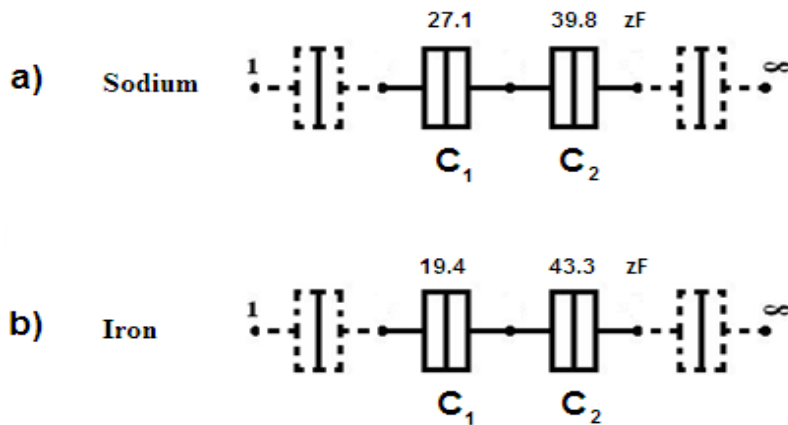 27.1 39.8 zF
a) Sodium 1 ∞
C₁ C₂
19.4 43.3 zF
b) Iron 1 ∞
C₁ C₂